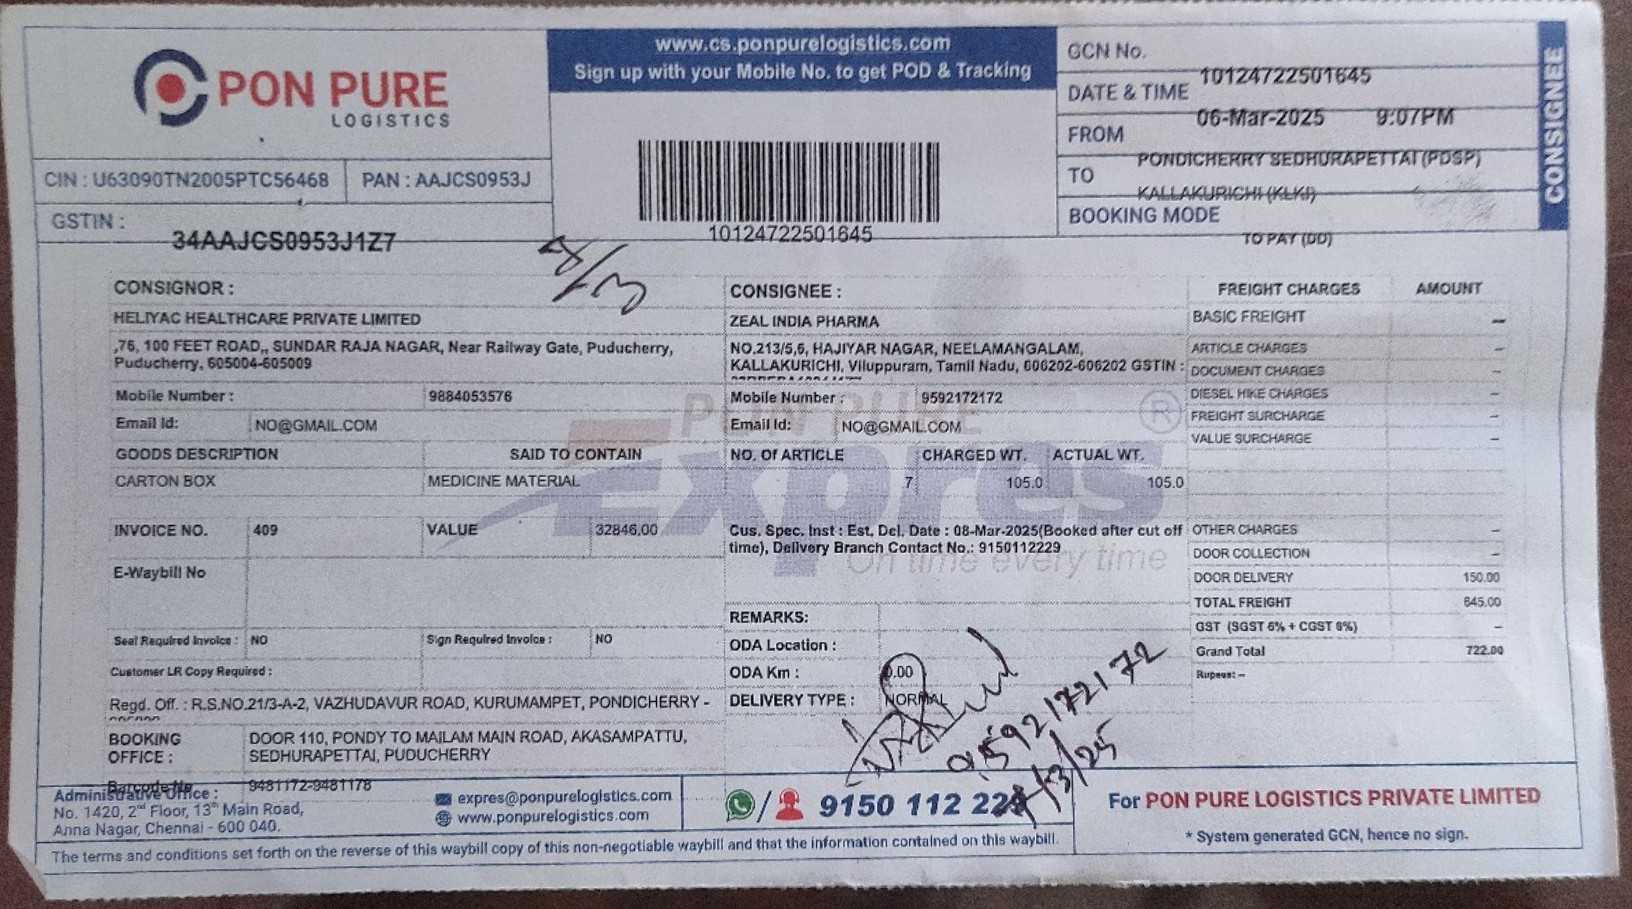 PON PURE
LOGISTICS
www.cs.ponpurelogistics.com
Sign up with your Mobile No. to get POD & Tracking
10124722501645
GCN No.
10124722501645
DATE & TIME
06-Mar-2025 9:07PM
FROM
PONDICHERRY SEDHURAPETTAI (PDSP)
TO
KALLAKURICHI (KLKI)
BOOKING MODE
TO PAY (DD)
CONSIGNEE
CIN : U63090TN2005PTC56468 PAN : AAJCS0953J
GSTIN :
34AAJCS0953J1Z7
8/3
CONSIGNOR :
HELIYAC HEALTHCARE PRIVATE LIMITED
,76, 100 FEET ROAD,, SUNDAR RAJA NAGAR, Near Railway Gate, Puducherry,
Puducherry, 605004-605009
Mobile Number : 9884053576
Email Id: NO@GMAIL.COM
GOODS DESCRIPTION SAID TO CONTAIN
CARTON BOX MEDICINE MATERIAL
INVOICE NO. 409 VALUE 32846.00
E-Waybill No
Seal Required Invoice : NO Sign Required Invoice : NO
Customer LR Copy Required :
Regd. Off. : R.S.NO.21/3-A-2, VAZHUDAVUR ROAD, KURUMAMPET, PONDICHERRY -
BOOKING OFFICE : DOOR 110, PONDY TO MAILAM MAIN ROAD, AKASAMPATTU,
SEDHURAPETTAI, PUDUCHERRY
Barcode No 9481172-9481178
CONSIGNEE :
ZEAL INDIA PHARMA
NO.213/5,6, HAJIYAR NAGAR, NEELAMANGALAM,
KALLAKURICHI, Viluppuram, Tamil Nadu, 606202-606202 GSTIN :
Mobile Number : 9592172172
Email Id: NO@GMAIL.COM
NO. Of ARTICLE CHARGED WT. ACTUAL WT.
7 105.0 105.0
Cus. Spec. Inst : Est. Del. Date : 08-Mar-2025(Booked after cut off
time), Delivery Branch Contact No.: 9150112229
REMARKS:
ODA Location :
ODA Km : 0.00
DELIVERY TYPE : NORMAL
PON PURE
Expres ®
On time every time
9592172172
FREIGHT CHARGES AMOUNT
BASIC FREIGHT –
ARTICLE CHARGES –
DOCUMENT CHARGES –
DIESEL HIKE CHARGES –
FREIGHT SURCHARGE –
VALUE SURCHARGE –
OTHER CHARGES –
DOOR COLLECTION –
DOOR DELIVERY 150.00
TOTAL FREIGHT 645.00
GST (SGST 6% + CGST 6%) –
Grand Total 722.00
Rupees: –
Administrative Office :
No. 1420, 2nd Floor, 13th Main Road,
Anna Nagar, Chennai - 600 040.
expres@ponpurelogistics.com
www.ponpurelogistics.com
9150 112 229
For PON PURE LOGISTICS PRIVATE LIMITED
* System generated GCN, hence no sign.
The terms and conditions set forth on the reverse of this waybill copy of this non-negotiable waybill and that the information contained on this waybill.